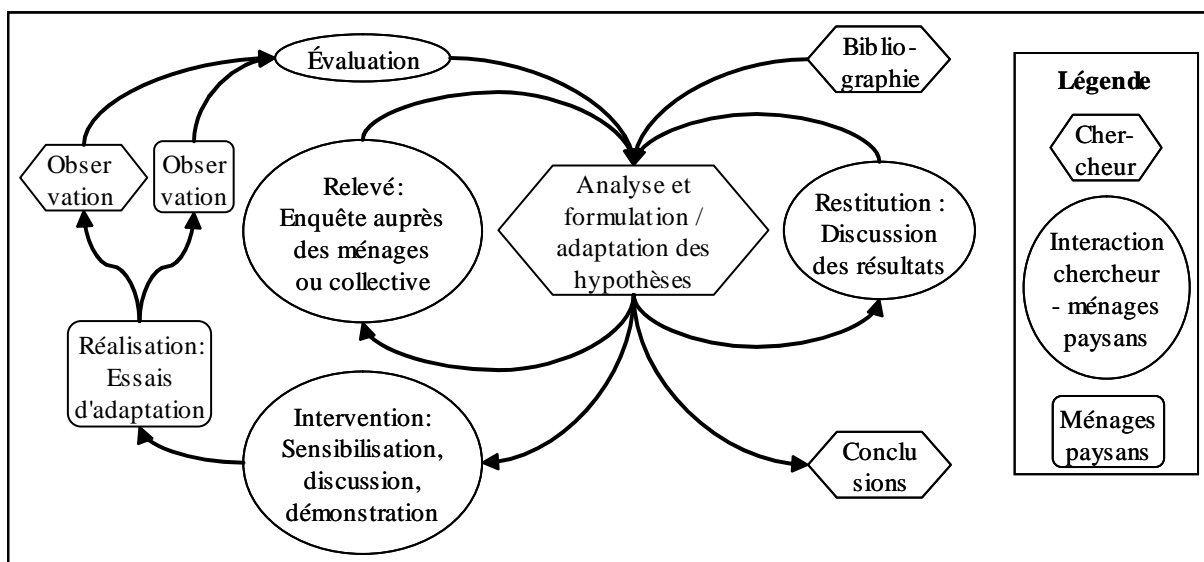 Évaluation
Biblio-
graphie
Obser
vation
Obser
vation
Relevé:
Enquête auprès
des ménages
ou collective
Analyse et
formulation /
adaptation des
hypothèses
Restitution :
Discussion
des résultats
Réalisation:
Essais
d'adaptation
Intervention:
Sensibilisation,
discussion,
démonstration
Conclu
sions
Légende
Cher-
cheur
Interaction
chercheur
- ménages
paysans
Ménages
paysans